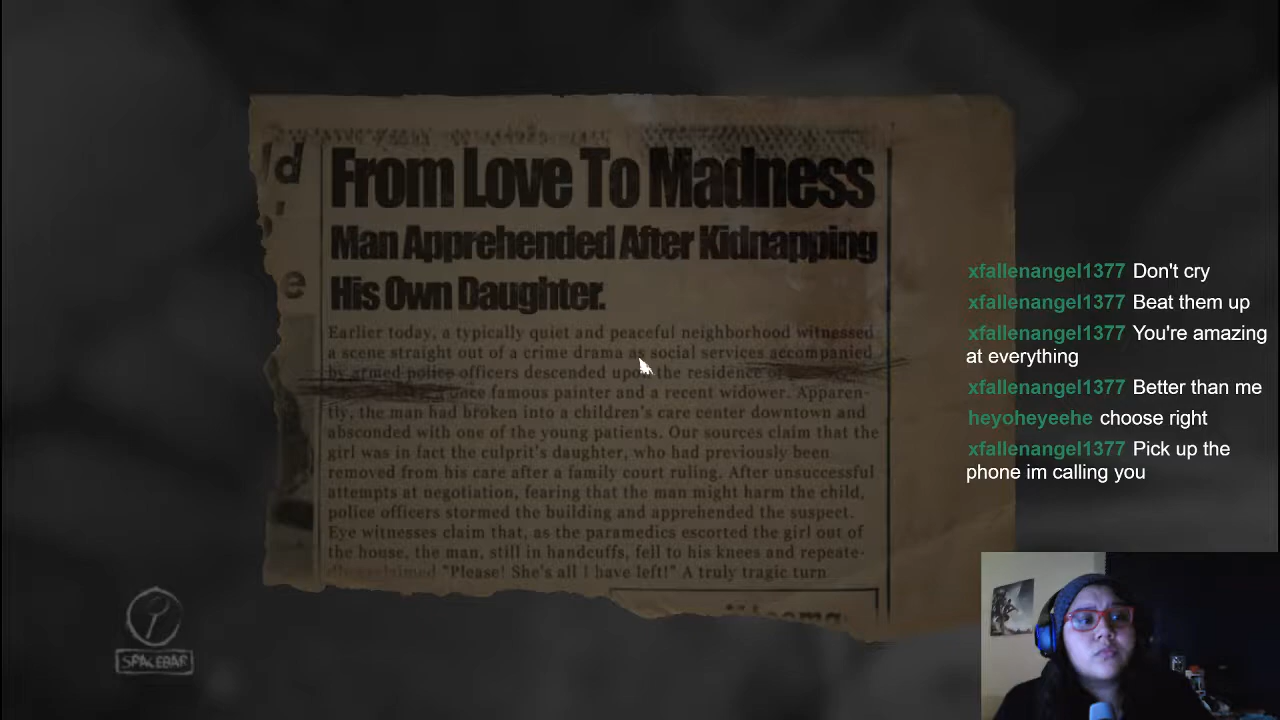 d
e
From Love To Madness
Man Apprehended After Kidnapping
His Own Daughter.
Earlier today, a typically quiet and peaceful neighborhood witnessed
a scene straight out of a crime drama as social services accompanied
by armed police officers descended upon the residence of
once famous painter and a recent widower. Apparen-
tly, the man had broken into a children's care center downtown and
absconded with one of the young patients. Our sources claim that the
girl was in fact the culprit's daughter, who had previously been
removed from his care after a family court ruling. After unsuccessful
attempts at negotiation, fearing that the man might harm the child,
police officers stormed the building and apprehended the suspect.
Eye witnesses claim that, as the paramedics escorted the girl out of
the house, the man, still in handcuffs, fell to his knees and repeate-
dly exclaimed "Please! She's all I have left!" A truly tragic turn
SPACEBAR
xfallenangel1377 Don't cry
xfallenangel1377 Beat them up
xfallenangel1377 You're amazing
at everything
xfallenangel1377 Better than me
heyoheyeehe choose right
xfallenangel1377 Pick up the
phone im calling you